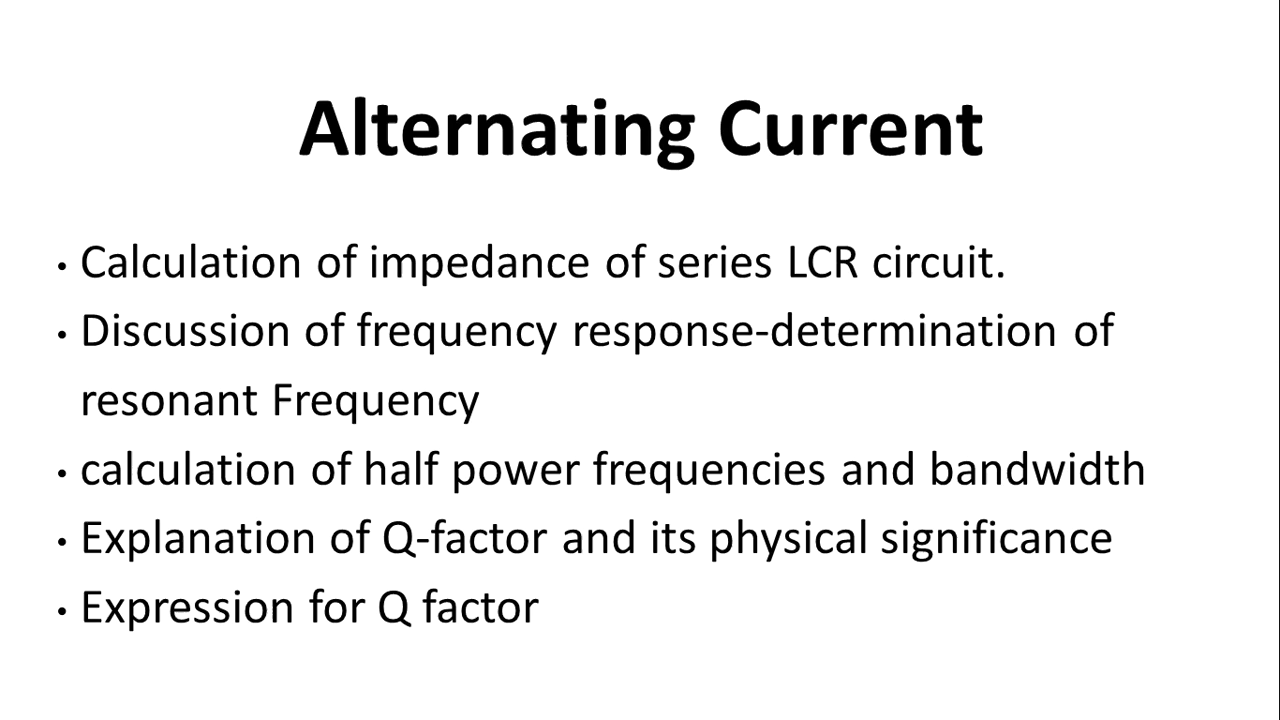 Alternating Current
• Calculation of impedance of series LCR circuit.
• Discussion of frequency response-determination of
resonant Frequency
• calculation of half power frequencies and bandwidth
• Explanation of Q-factor and its physical significance
• Expression for Q factor